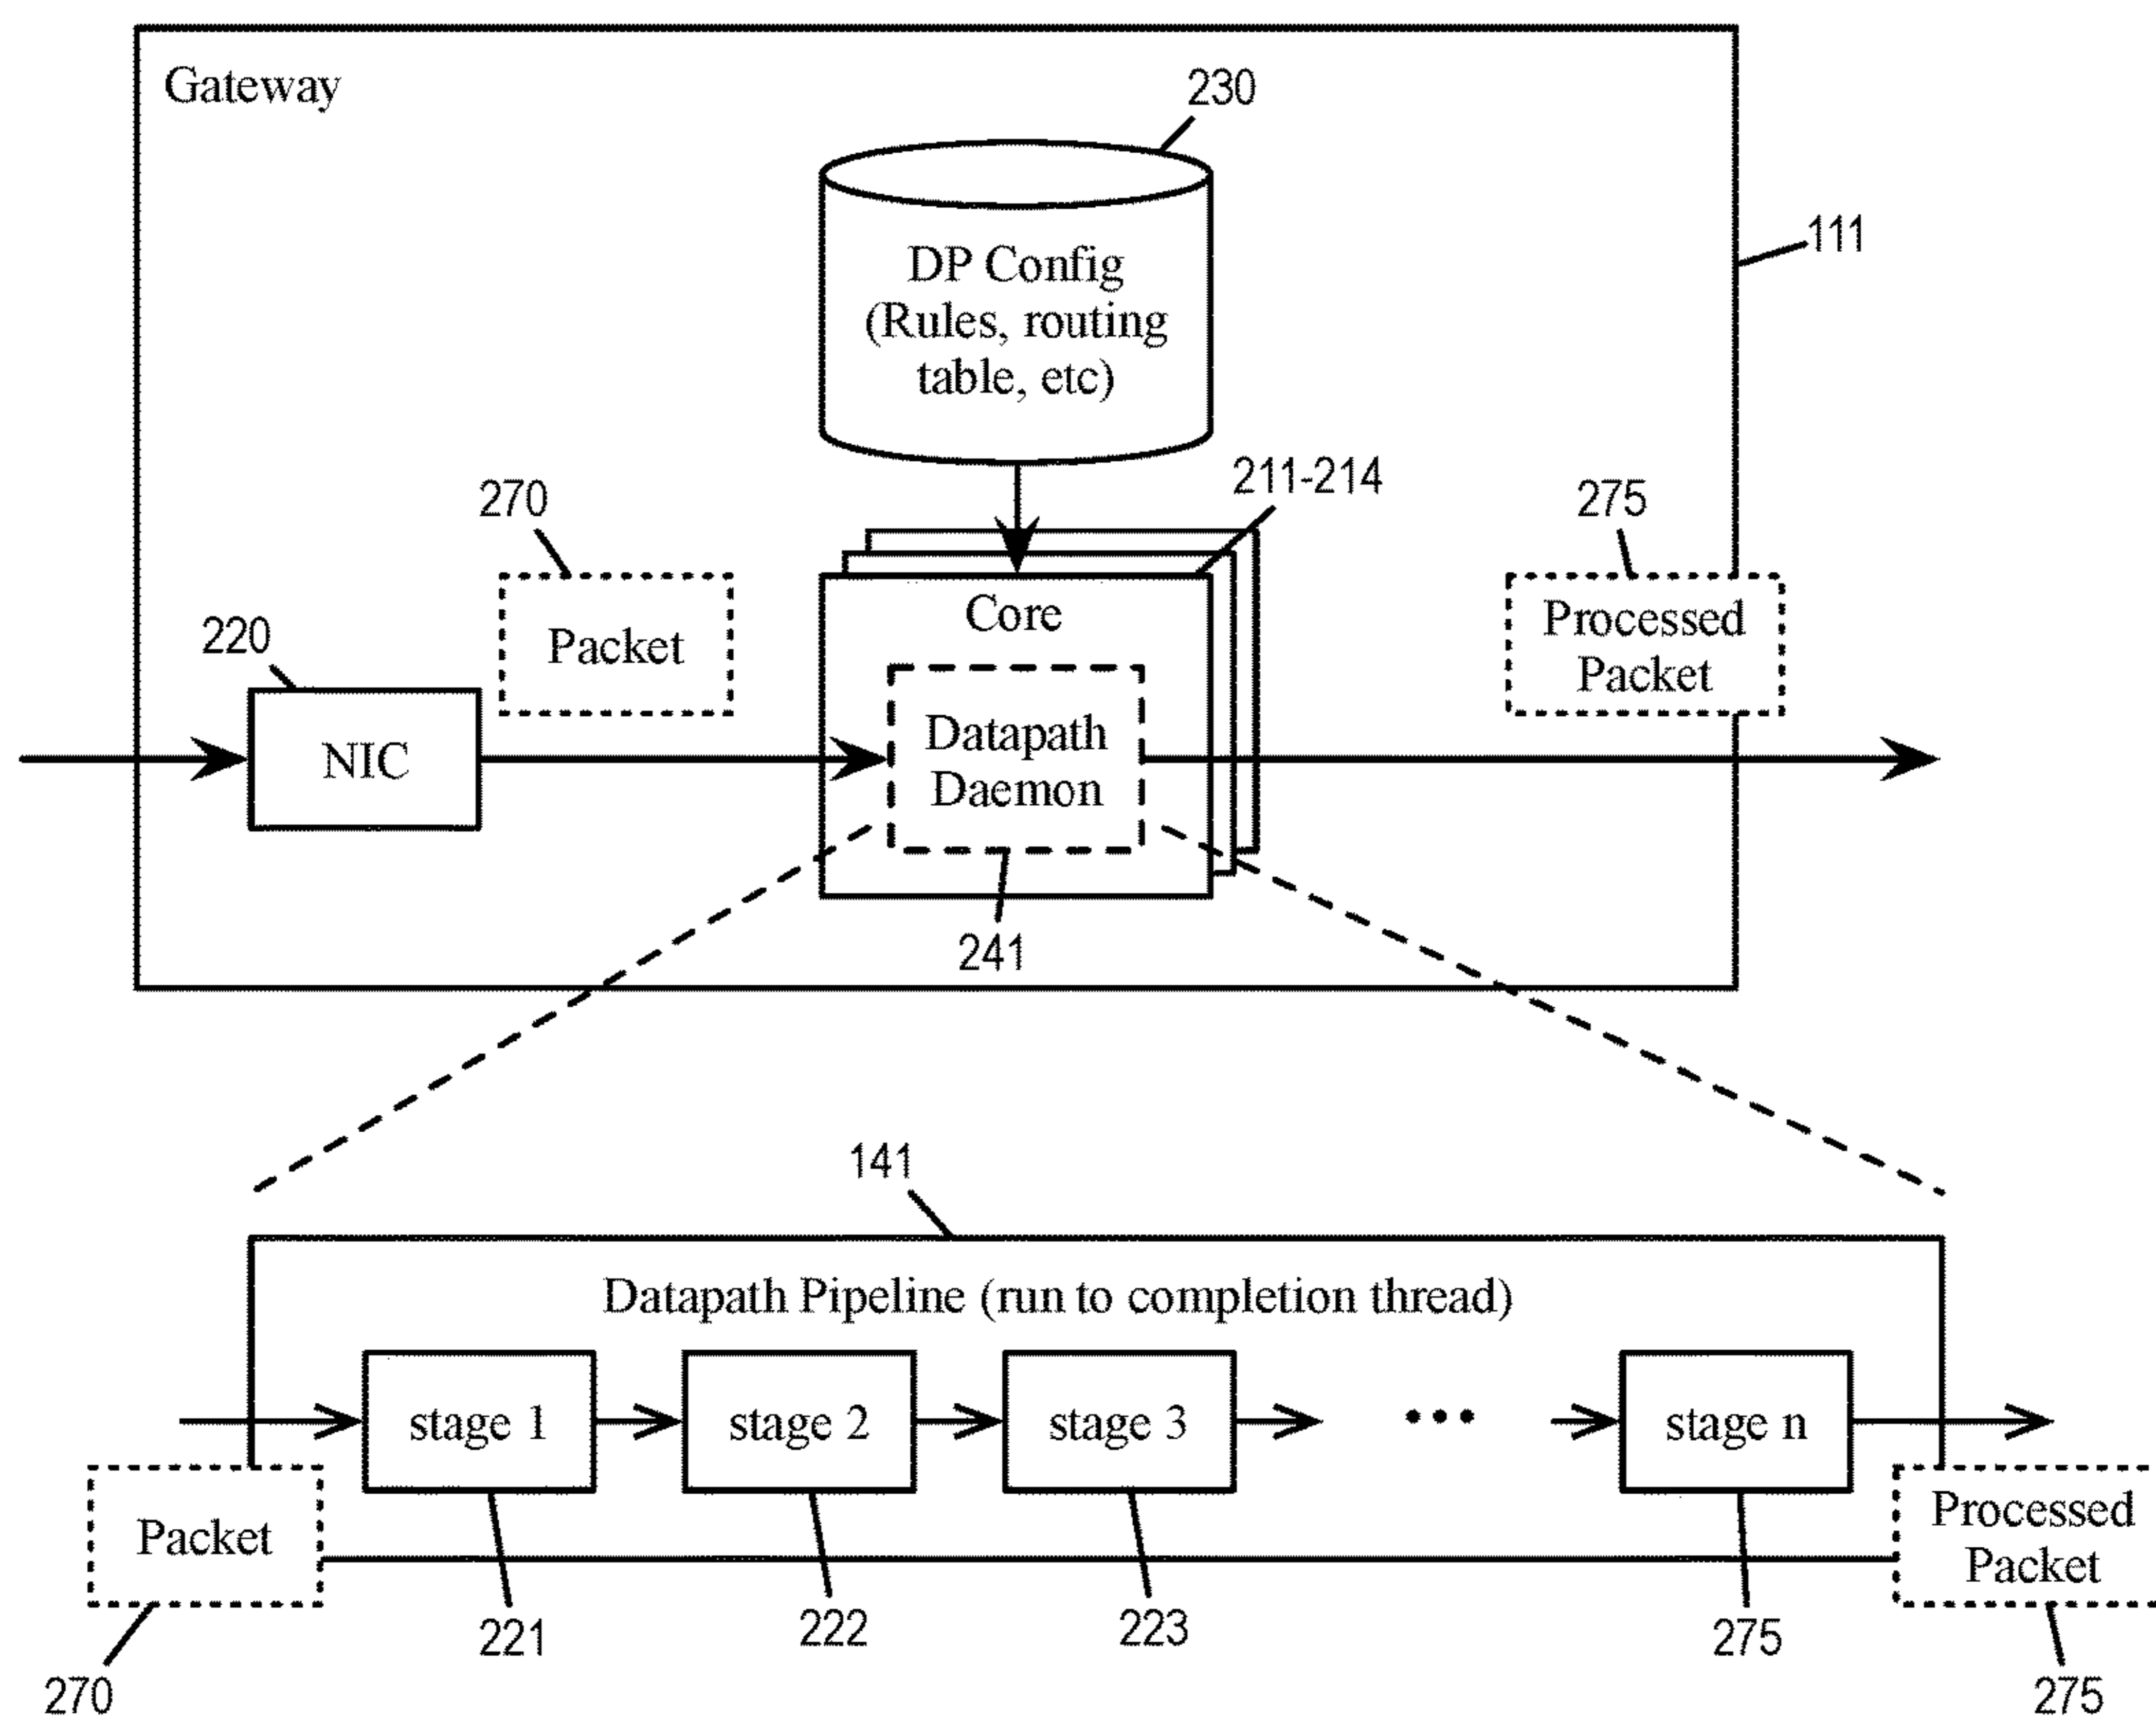 Gateway
230
DP Config
(Rules, routing
table, etc)
111
211-214
270
275
Packet
Core
Processed
Packet
220
NIC
Datapath
Daemon
241
141
Datapath Pipeline (run to completion thread)
stage 1
stage 2
stage 3
•••
stage n
Packet
Processed
Packet
221
222
223
275
270
275